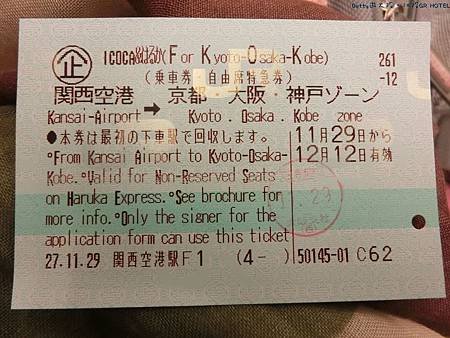 企 ICOCA&はるか(For Kyoto-Osaka-Kobe) 261
(乗車券/自由席特急券) -12
関西空港 → 京都・大阪・神戸ゾーン
Kansai-Airport Kyoto . Osaka . Kobe zone
●本券は最初の下車駅で回収します。 11月29日から
°From Kansai Airport to Kyoto-Osaka- 12月12日有効
Kobe.°Valid for Non-Reserved Seats
on Haruka Express.°See brochure for
more info.°Only the signer for the
application form can use this ticket
27.11.29 関西空港駅F1 (4- ) 50145-01 C62